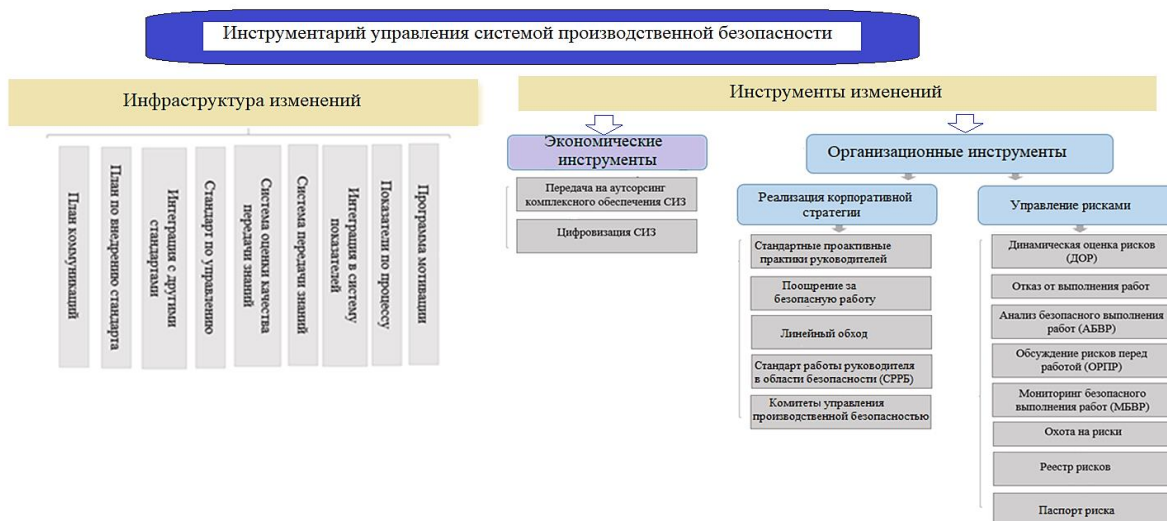 Инструментарий управления системой производственной безопасности
Инфраструктура изменений
План коммуникаций
План по внедрению стандарта
Интеграция с другими
стандартами
Стандарт по управлению
Система оценки качества
передачи знаний
Система передачи знаний
Интеграция в систему
показателей
Показатели по процессу
Программа мотивации
Инструменты изменений
Экономические
инструменты
Передача на аутсорсинг
комплексного обеспечения СИЗ
Цифровизация СИЗ
Организационные инструменты
Реализация корпоративной
стратегии
Стандартные проактивные
практики руководителей
Поощрение за
безопасную работу
Линейный обход
Стандарт работы руководителя
в области безопасности (СРРБ)
Комитеты управления
производственной безопасностью
Управление рисками
Динамическая оценка рисков
(ДОР)
Отказ от выполнения работ
Анализ безопасного выполнения
работ (АБВР)
Обсуждение рисков перед
работой (ОРПР)
Мониторинг безопасного
выполнения работ (МБВР)
Охота на риски
Реестр рисков
Паспорт риска